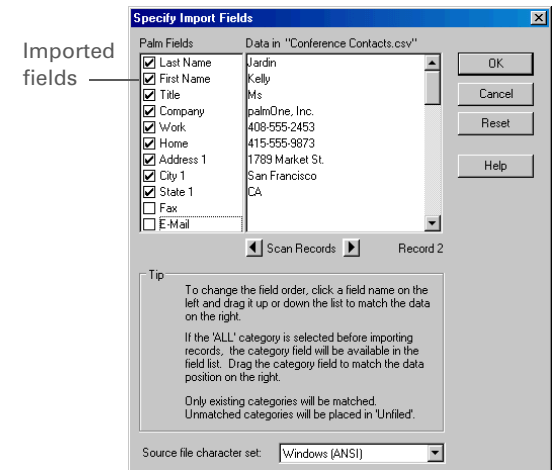 Specify Import Fields
Imported
fields
Palm Fields
Data in "Conference Contacts.csv"
Last Name Jardin
First Name Kelly
Title Ms
Company palmOne, Inc.
Work 408-555-2453
Home 415-555-9873
Address 1 1789 Market St.
City 1 San Francisco
State 1 CA
Fax
E-Mail
OK
Cancel
Reset
Help
Scan Records
Record 2
Tip
To change the field order, click a field name on the
left and drag it up or down the list to match the data
on the right.
If the 'ALL' category is selected before importing
records, the category field will be available in the
field list. Drag the category field to match the data
position on the right.
Only existing categories will be matched.
Unmatched categories will be placed in 'Unfiled'.
Source file character set: Windows (ANSI)